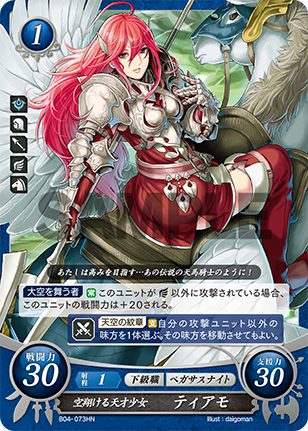 1
SAMPLE
あたしは高みを目指す…あの伝説の天馬騎士のように！
大空を舞う者 常 このユニットが 以外に攻撃されている場合、
このユニットの戦闘力は＋20される。
攻 天空の紋章 支 自分の攻撃ユニット以外の
味方を1体選ぶ。その味方を移動させてもよい。
戦闘力 30
射程 1 下級職 ペガサスナイト
支援力 30
空翔ける天才少女 ティアモ
B04-073HN Illust：daigoman